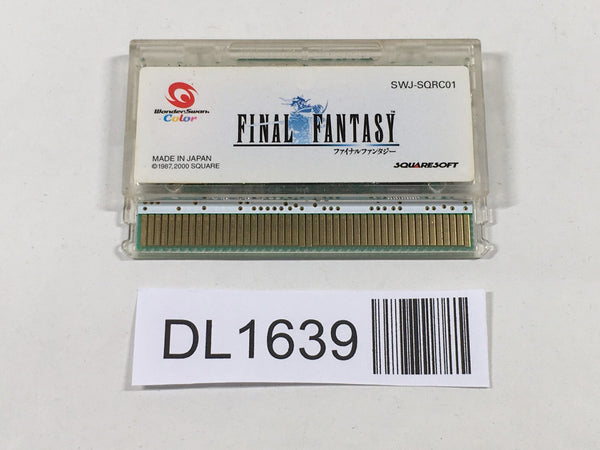 SWJ-SQRC01
WonderSwan
Color
FINAL FANTASY™
ファイナルファンタジー
MADE IN JAPAN
©1987,2000 SQUARE
SQUARESOFT
DL1639